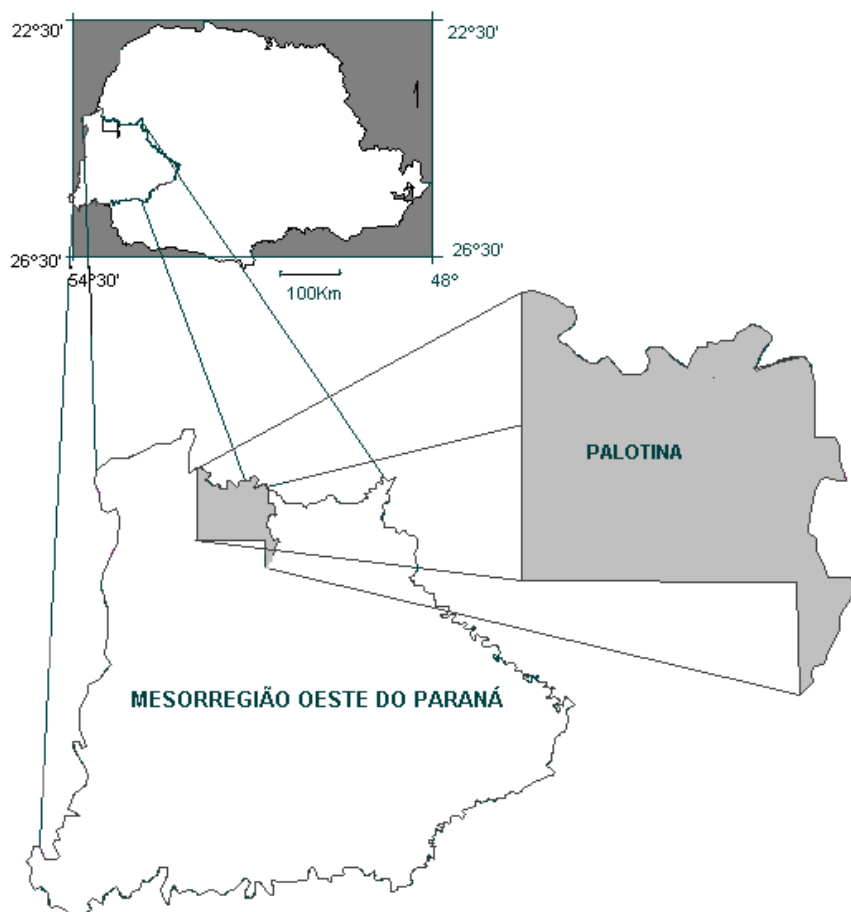 22°30'
22°30'
26°30'
26°30'
54°30'
48°
100Km
PALOTINA
MESORREGIÃO OESTE DO PARANÁ